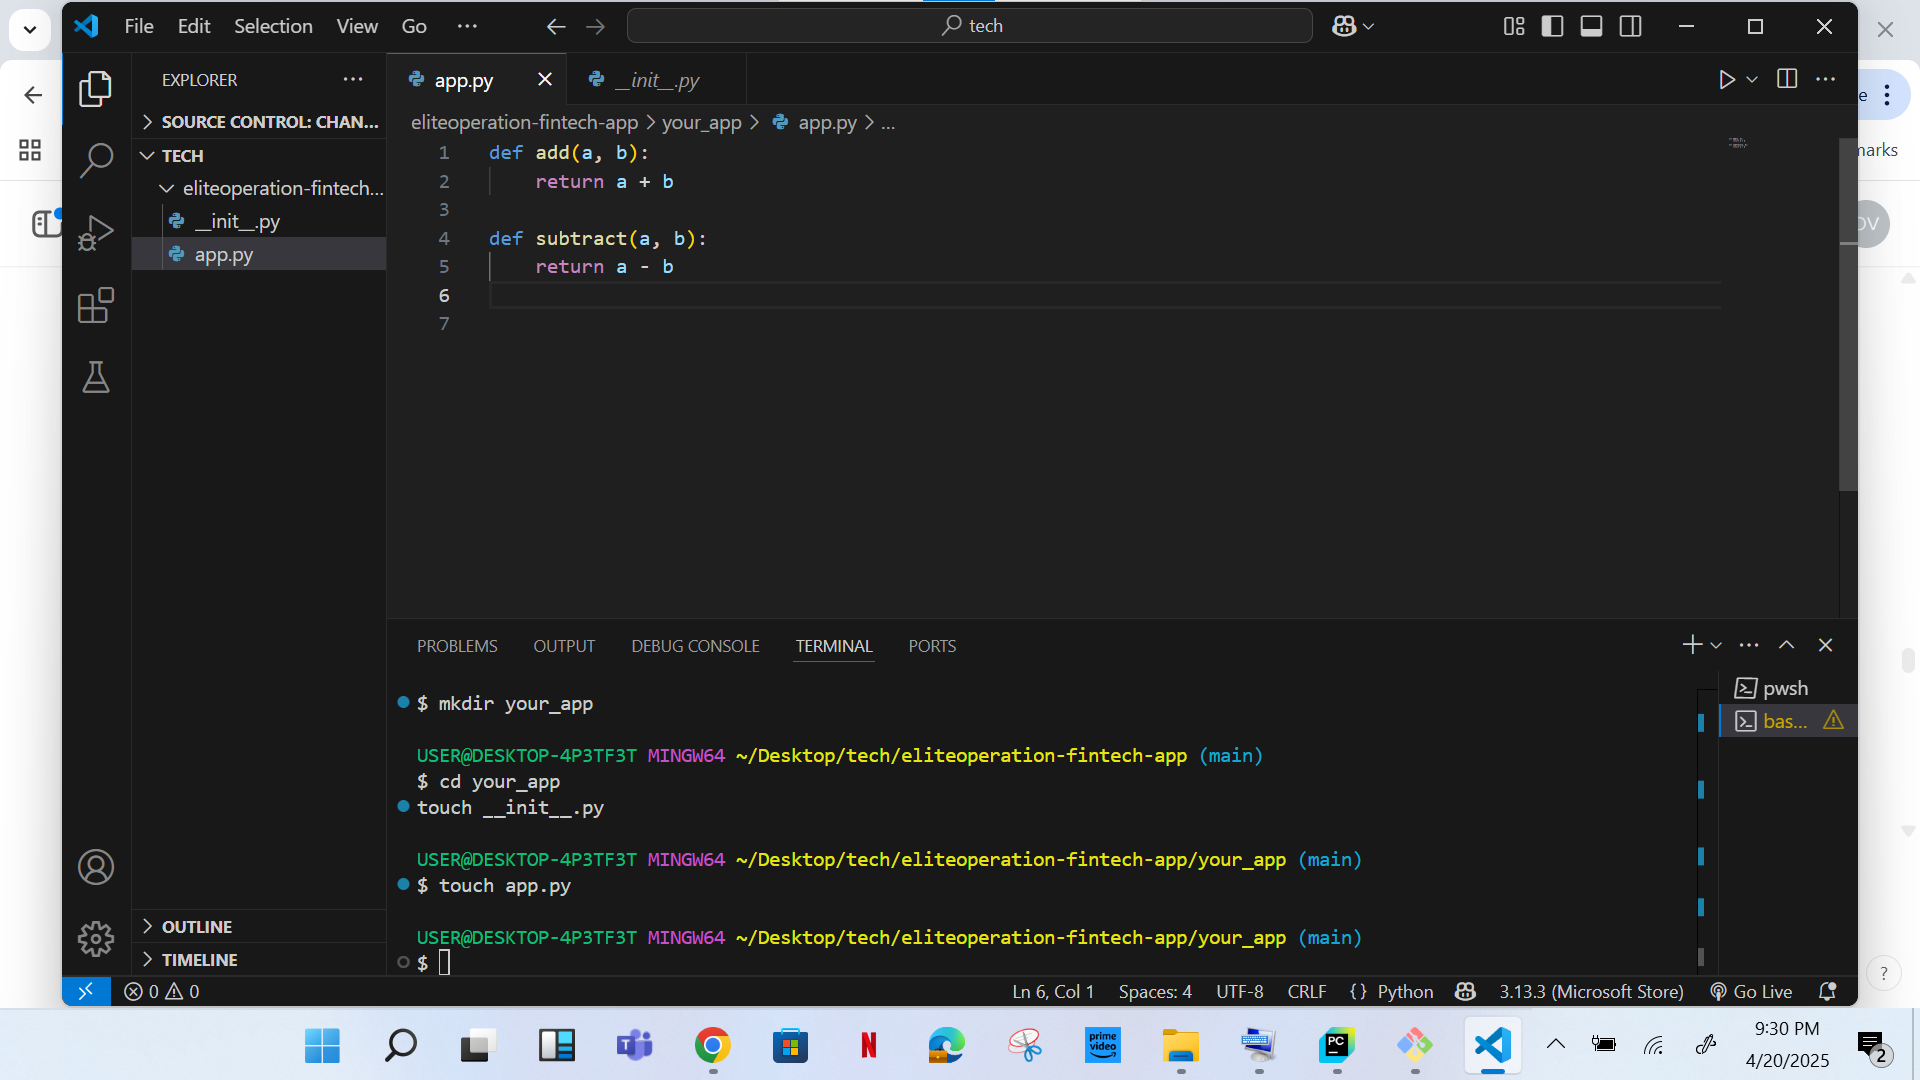 File Edit Selection View Go ···
tech
EXPLORER
SOURCE CONTROL: CHAN...
TECH
eliteoperation-fintech...
__init__.py
app.py
OUTLINE
TIMELINE
app.py
__init__.py
eliteoperation-fintech-app > your_app > app.py > ...
1 def add(a, b):
2 return a + b
3
4 def subtract(a, b):
5 return a - b
6
7
PROBLEMS OUTPUT DEBUG CONSOLE TERMINAL PORTS
$ mkdir your_app
USER@DESKTOP-4P3TF3T MINGW64 ~/Desktop/tech/eliteoperation-fintech-app (main)
$ cd your_app
touch __init__.py
USER@DESKTOP-4P3TF3T MINGW64 ~/Desktop/tech/eliteoperation-fintech-app/your_app (main)
$ touch app.py
USER@DESKTOP-4P3TF3T MINGW64 ~/Desktop/tech/eliteoperation-fintech-app/your_app (main)
$
pwsh
bas...
0 0
Ln 6, Col 1 Spaces: 4 UTF-8 CRLF { } Python 3.13.3 (Microsoft Store) Go Live
?
N
prime video
PC
9:30 PM
4/20/2025
2